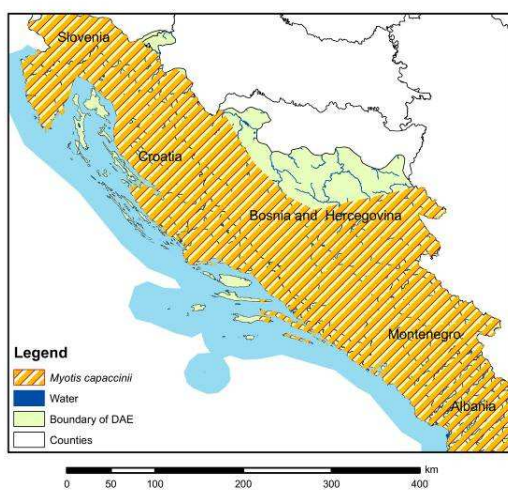 Slovenia
Croatia
Bosnia and Hercegovina
Montenegro
Albania
Legend
Myotis capaccinii
Water
Boundary of DAE
Counties
km
0 50 100 200 300 400